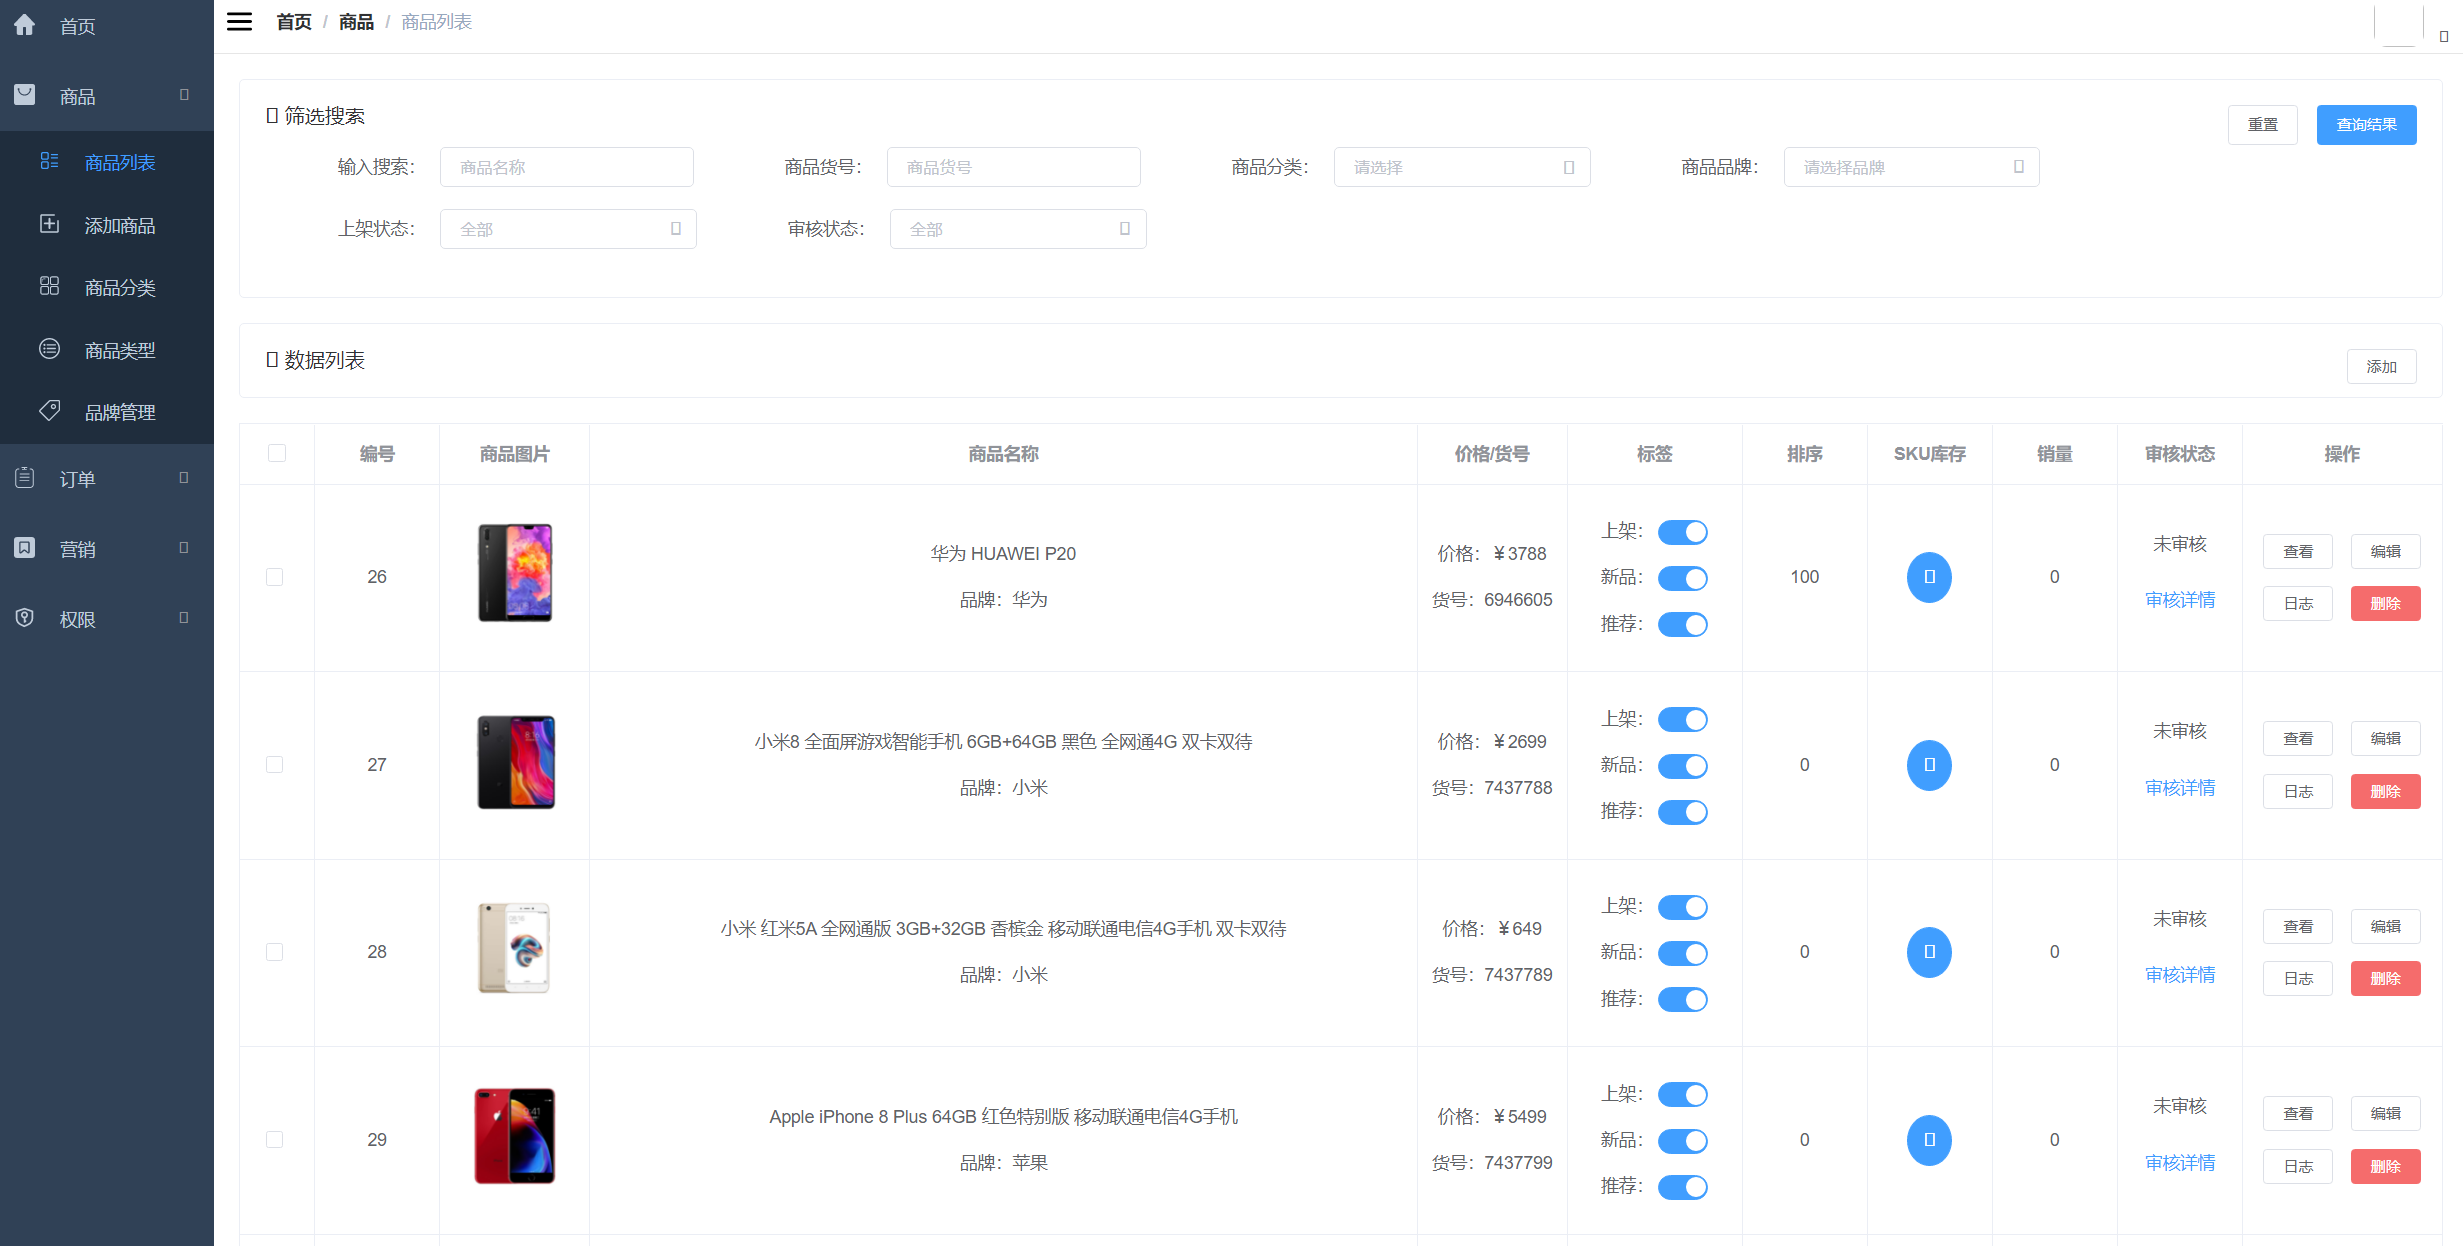 首页
商品
商品列表
添加商品
商品分类
商品类型
品牌管理
订单
营销
权限
首页 / 商品 / 商品列表
筛选搜索
重置 查询结果
输入搜索： 商品名称 商品货号： 商品货号 商品分类： 请选择 商品品牌： 请选择品牌
上架状态： 全部 审核状态： 全部
数据列表
添加
编号 商品图片 商品名称 价格/货号 标签 排序 SKU库存 销量 审核状态 操作
26
华为 HUAWEI P20
品牌：华为
价格：￥3788
货号：6946605
上架：
新品：
推荐：
100
0
未审核
审核详情
查看 编辑
日志 删除
27
小米8 全面屏游戏智能手机 6GB+64GB 黑色 全网通4G 双卡双待
品牌：小米
价格：￥2699
货号：7437788
上架：
新品：
推荐：
0
0
未审核
审核详情
查看 编辑
日志 删除
28
小米 红米5A 全网通版 3GB+32GB 香槟金 移动联通电信4G手机 双卡双待
品牌：小米
价格：￥649
货号：7437789
上架：
新品：
推荐：
0
0
未审核
审核详情
查看 编辑
日志 删除
29
Apple iPhone 8 Plus 64GB 红色特别版 移动联通电信4G手机
品牌：苹果
价格：￥5499
货号：7437799
上架：
新品：
推荐：
0
0
未审核
审核详情
查看 编辑
日志 删除